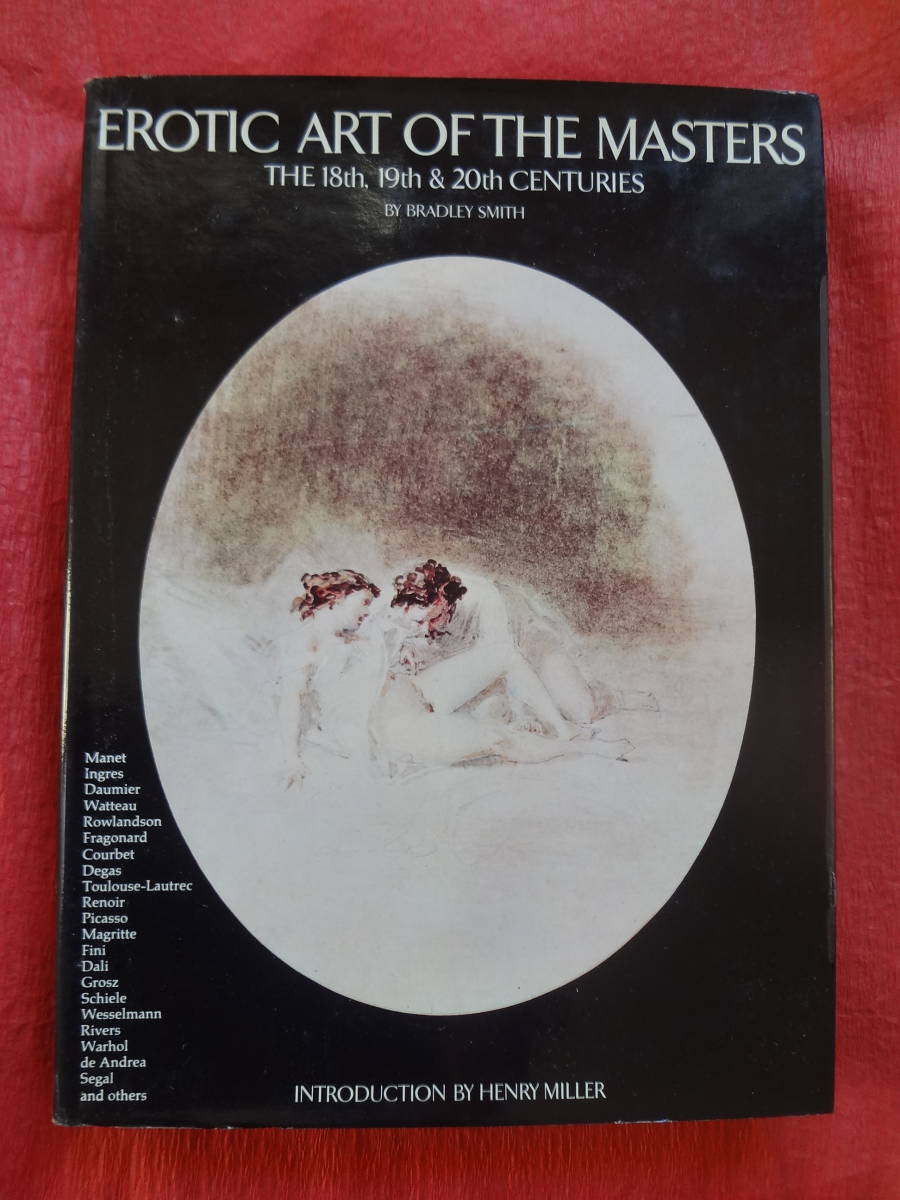 EROTIC ART OF THE MASTERS
THE 18th, 19th & 20th CENTURIES
BY BRADLEY SMITH
Manet
Ingres
Daumier
Watteau
Rowlandson
Fragonard
Courbet
Degas
Toulouse-Lautrec
Renoir
Picasso
Magritte
Fini
Dali
Grosz
Schiele
Wesselmann
Rivers
Warhol
de Andrea
Segal
and others
INTRODUCTION BY HENRY MILLER